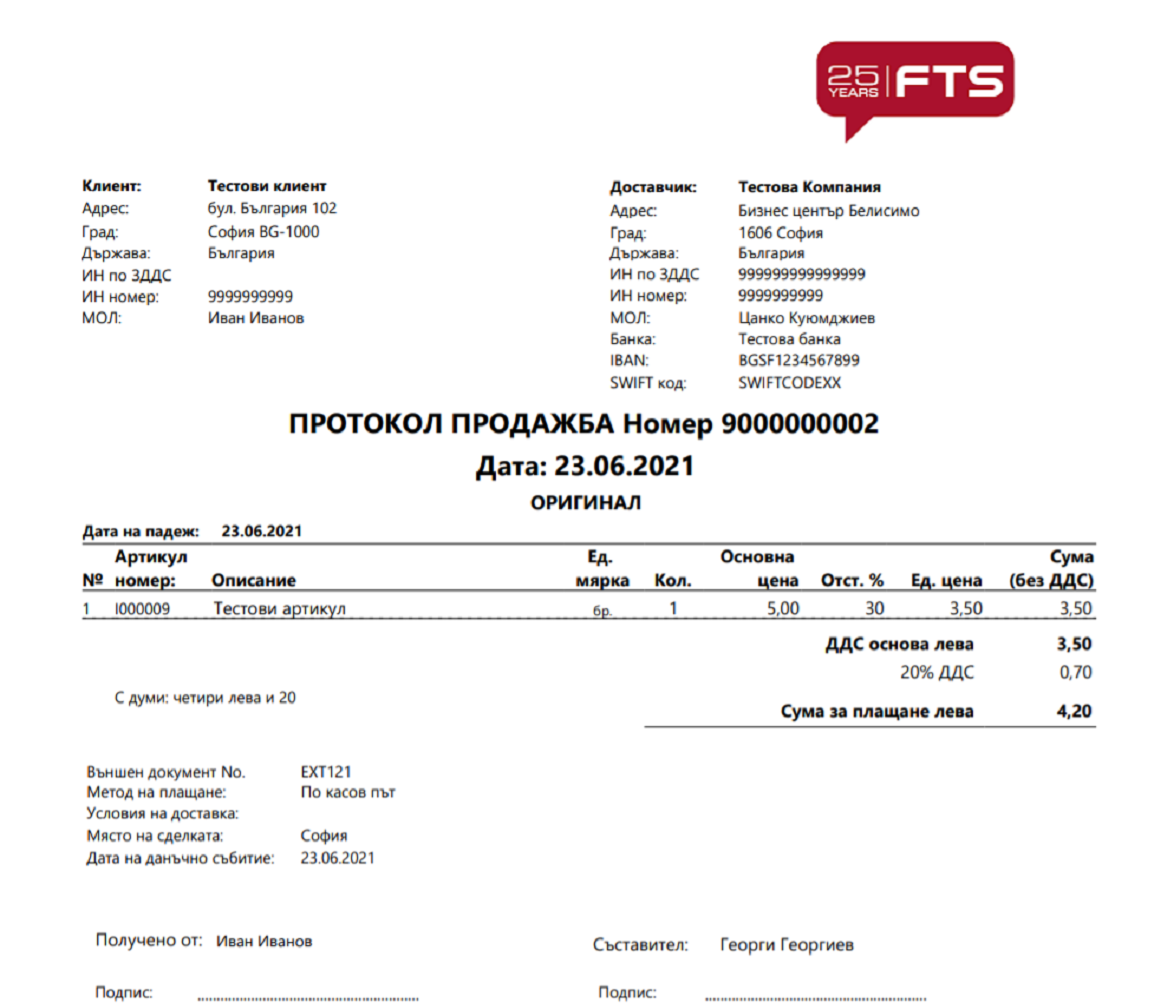 25 YEARS FTS
Клиент: Тестови клиент
Адрес: бул. България 102
Град: София BG-1000
Държава: България
ИН по ЗДДС
ИН номер: 9999999999
МОЛ: Иван Иванов
Доставчик: Тестова Компания
Адрес: Бизнес център Белисимо
Град: 1606 София
Държава: България
ИН по ЗДДС 999999999999999
ИН номер: 9999999999
МОЛ: Цанко Куюмджиев
Банка: Тестова банка
IBAN: BGSF1234567899
SWIFT код: SWIFTCODEXX
ПРОТОКОЛ ПРОДАЖБА Номер 9000000002
Дата: 23.06.2021
ОРИГИНАЛ
Дата на падеж: 23.06.2021
Артикул Ед. Основна Сума
№ номер: Описание мярка Кол. цена Отст. % Ед. цена (без ДДС)
1 I000009 Тестови артикул бр. 1 5,00 30 3,50 3,50
ДДС основа лева 3,50
20% ДДС 0,70
С думи: четири лева и 20
Сума за плащане лева 4,20
Външен документ No. EXT121
Метод на плащане: По касов път
Условия на доставка:
Място на сделката: София
Дата на данъчно събитие: 23.06.2021
Получено от: Иван Иванов
Съставител: Георги Георгиев
Подпис:
Подпис: